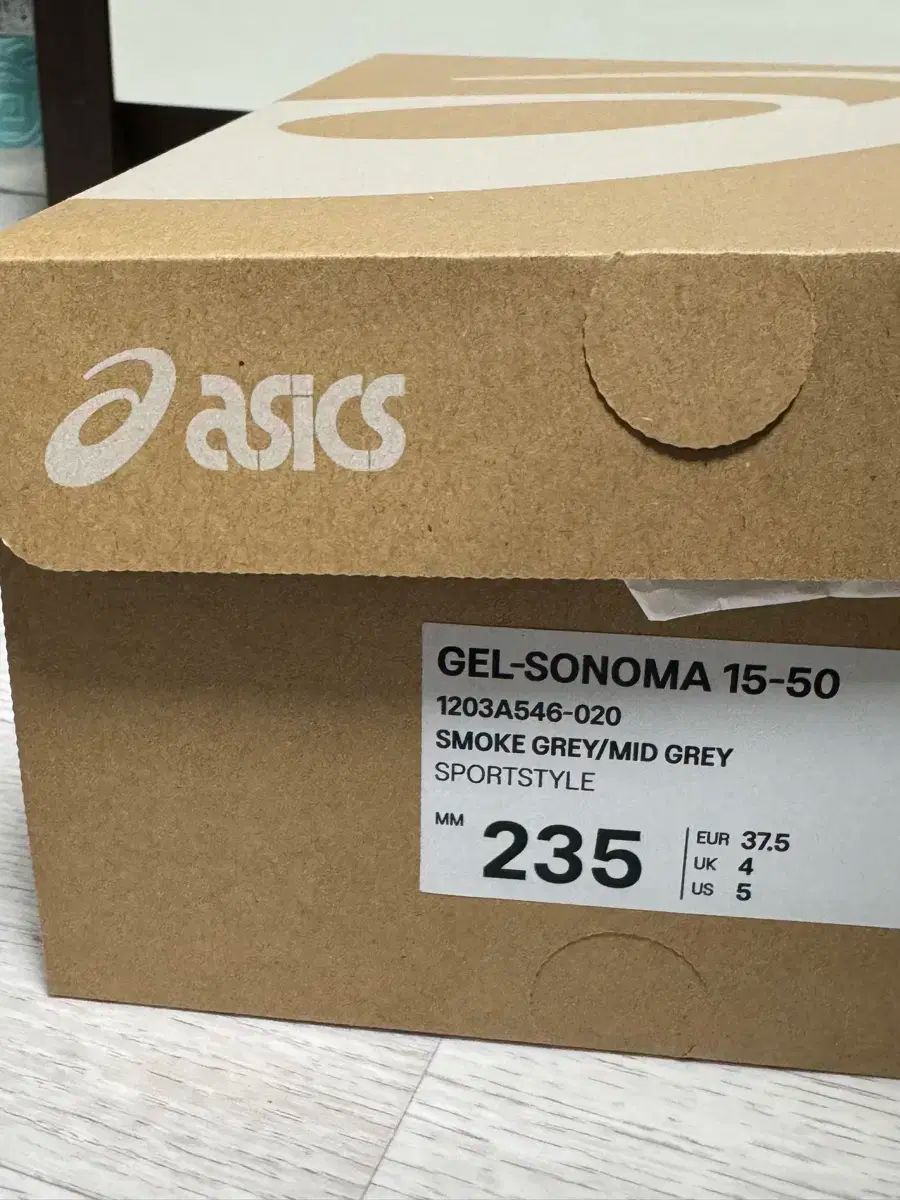 asics
GEL-SONOMA 15-50
1203A546-020
SMOKE GREY/MID GREY
SPORTSTYLE
MM 235
EUR 37.5
UK 4
US 5